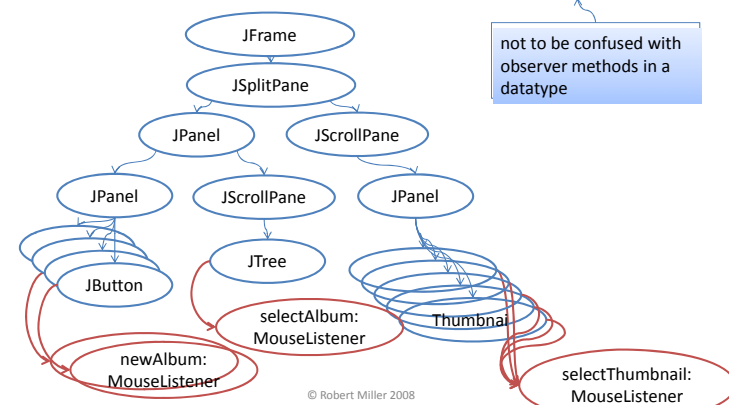 JFrame
not to be confused with
observer methods in a
datatype
JSplitPane
JPanel
JScrollPane
JPanel
JScrollPane
JPanel
JButton
JTree
selectAlbum:
MouseListener
Thumbnai
newAlbum:
MouseListener
selectThumbnail:
MouseListener
© Robert Miller 2008